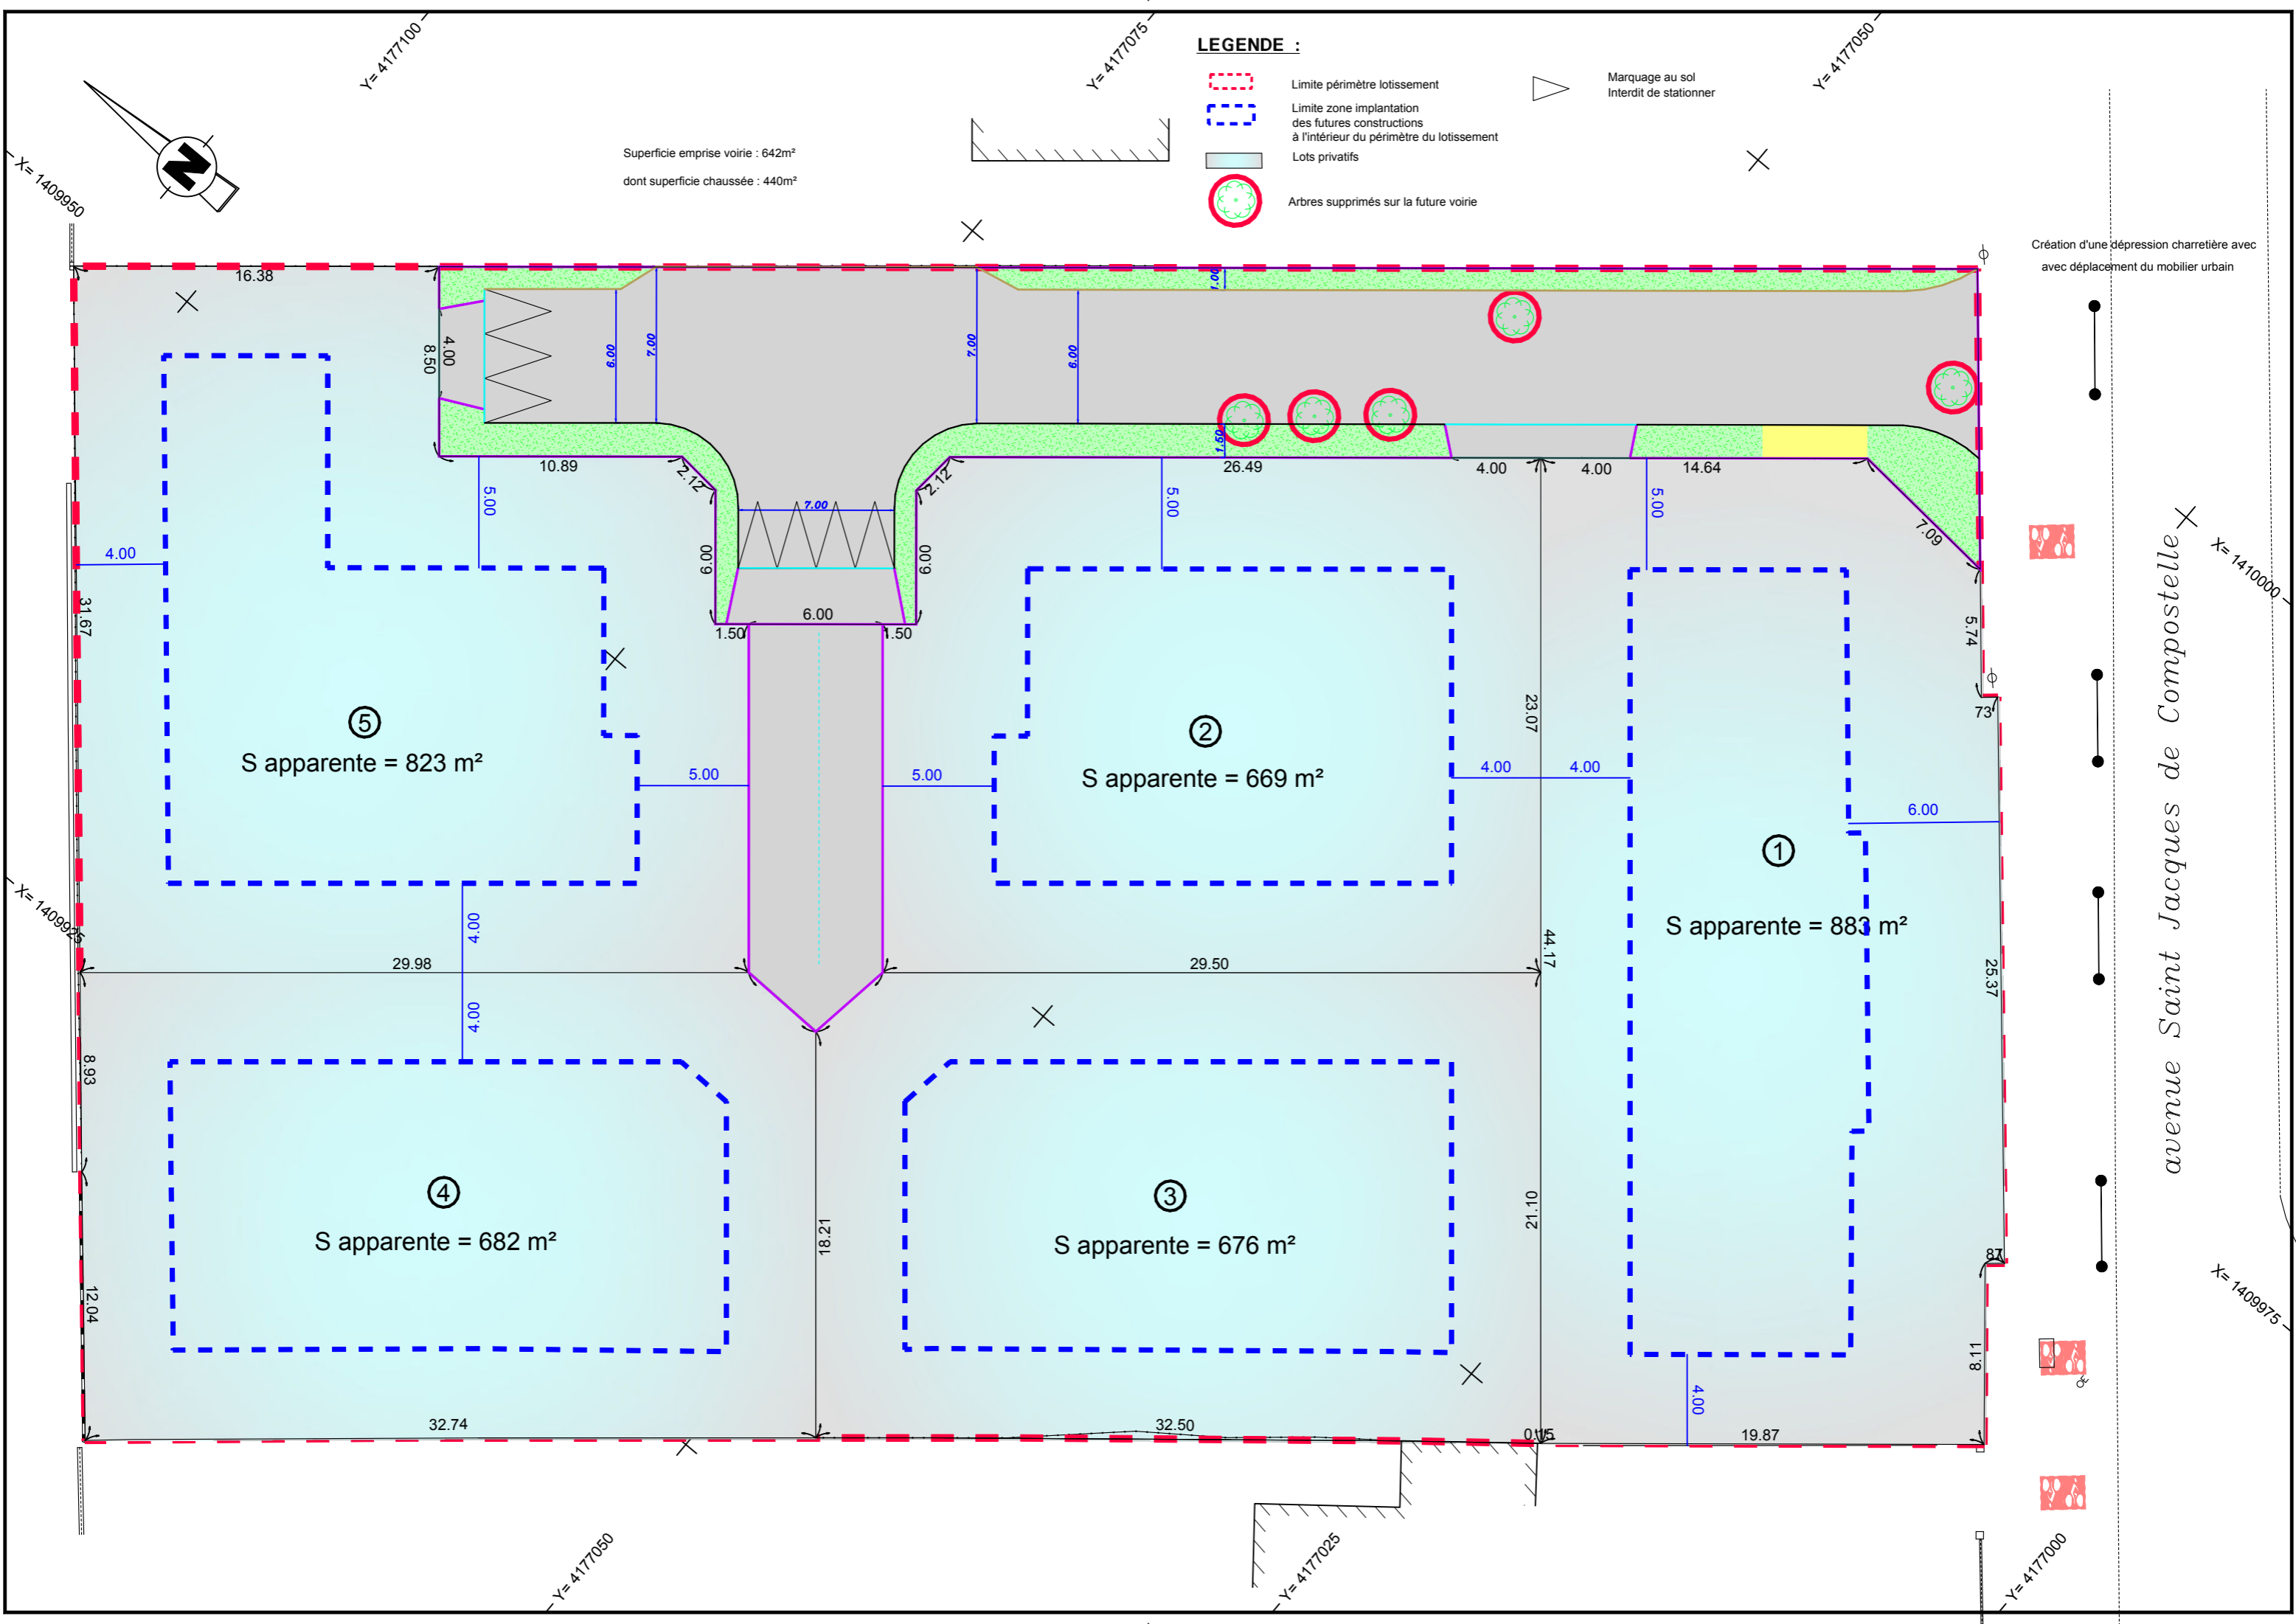 Y= 4177100
Y= 4177075
Y= 4177050
LEGENDE :
Limite périmètre lotissement
Limite zone implantation
des futures constructions
à l'intérieur du périmètre du lotissement
Lots privatifs
Arbres supprimés sur la future voirie
Marquage au sol
Interdit de stationner
X= 1409950
N
Superficie emprise voirie : 642m²
dont superficie chaussée : 440m²
Création d'une dépression charretière avec
avec déplacement du mobilier urbain
16.38
1.00
4.00
8.50
6.00
7.00
7.00
6.00
1.50
10.89
2.12
2.12
26.49
4.00
4.00
14.64
5.00
7.00
5.00
5.00
7.09
4.00
6.00
6.00
31.67
1.50
6.00
1.50
5.74
73
X= 1410000
avenue Saint Jacques de Compostelle
5
S apparente = 823 m²
2
S apparente = 669 m²
23.07
5.00
5.00
4.00
4.00
6.00
1
S apparente = 883 m²
X= 1409925
4.00
29.98
29.50
44.17
25.37
4.00
8.93
4
S apparente = 682 m²
3
S apparente = 676 m²
18.21
21.10
87
12.04
8.11
X= 1409975
4.00
32.74
32.50
0.15
19.87
Y= 4177050
Y= 4177025
Y= 4177000